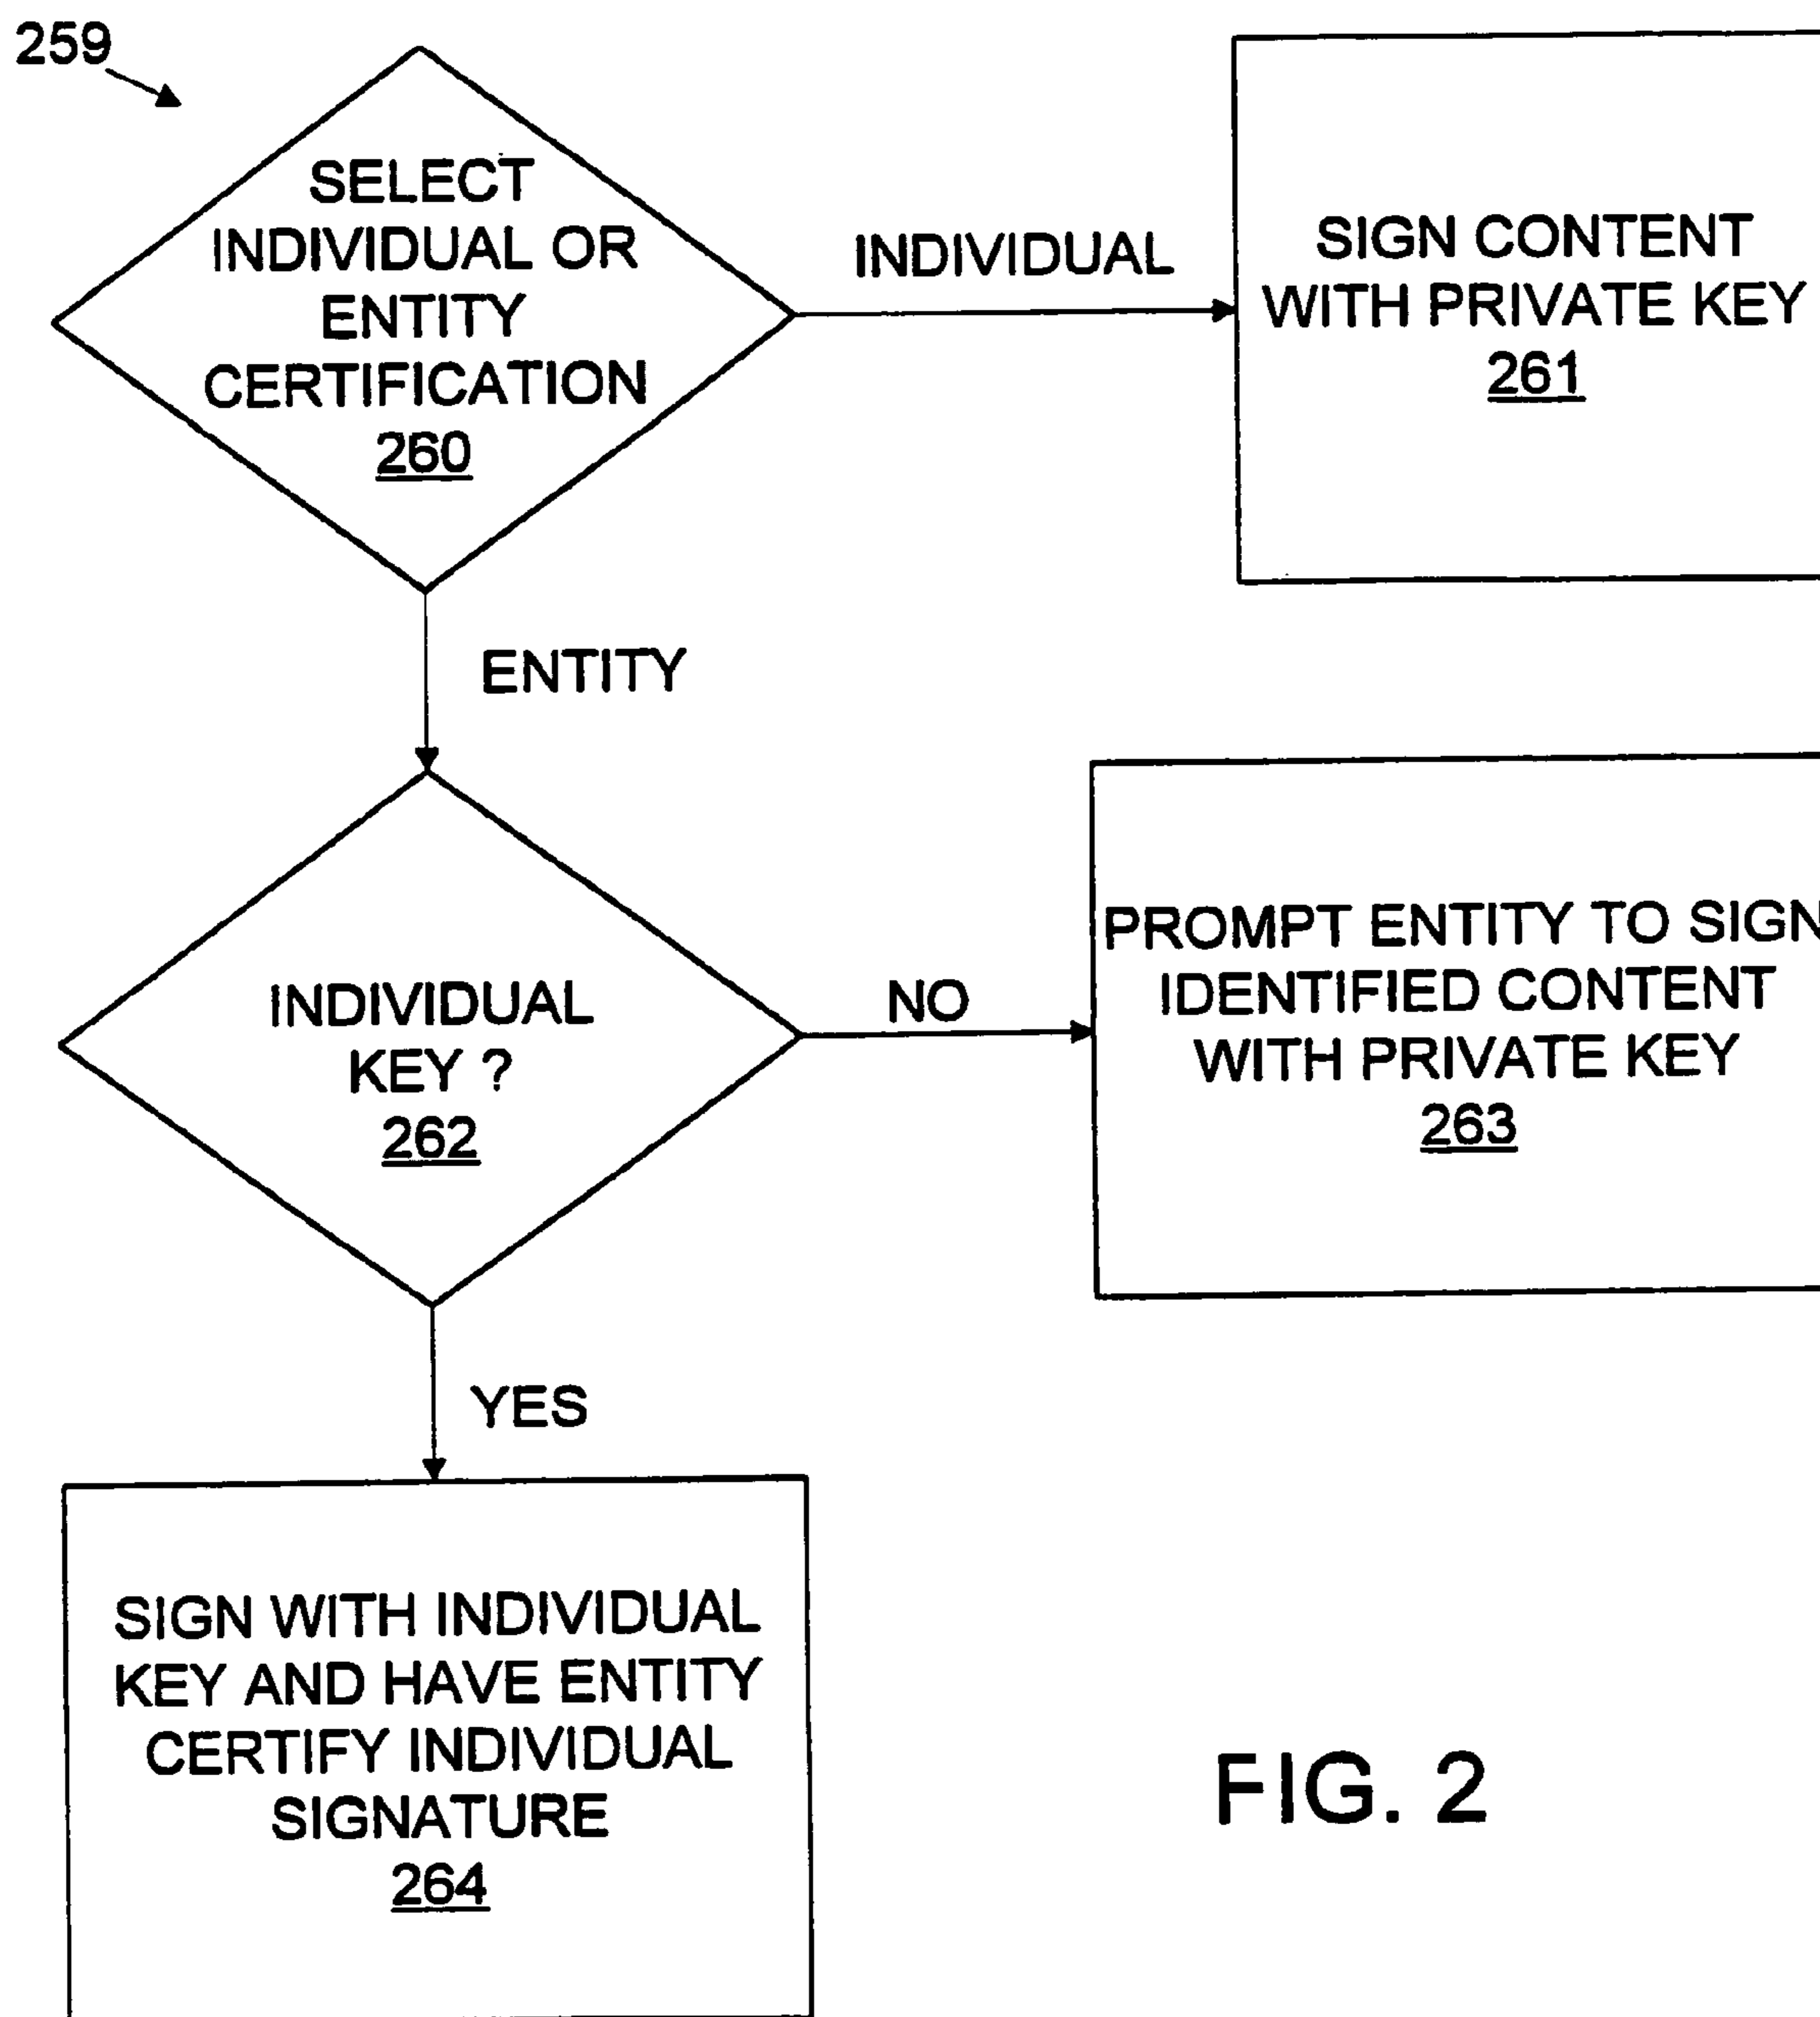 259
SELECT
INDIVIDUAL OR
ENTITY
CERTIFICATION
260
INDIVIDUAL
SIGN CONTENT
WITH PRIVATE KEY
261
ENTITY
INDIVIDUAL
KEY ?
262
NO
PROMPT ENTITY TO SIGN
IDENTIFIED CONTENT
WITH PRIVATE KEY
263
YES
SIGN WITH INDIVIDUAL
KEY AND HAVE ENTITY
CERTIFY INDIVIDUAL
SIGNATURE
264
FIG. 2